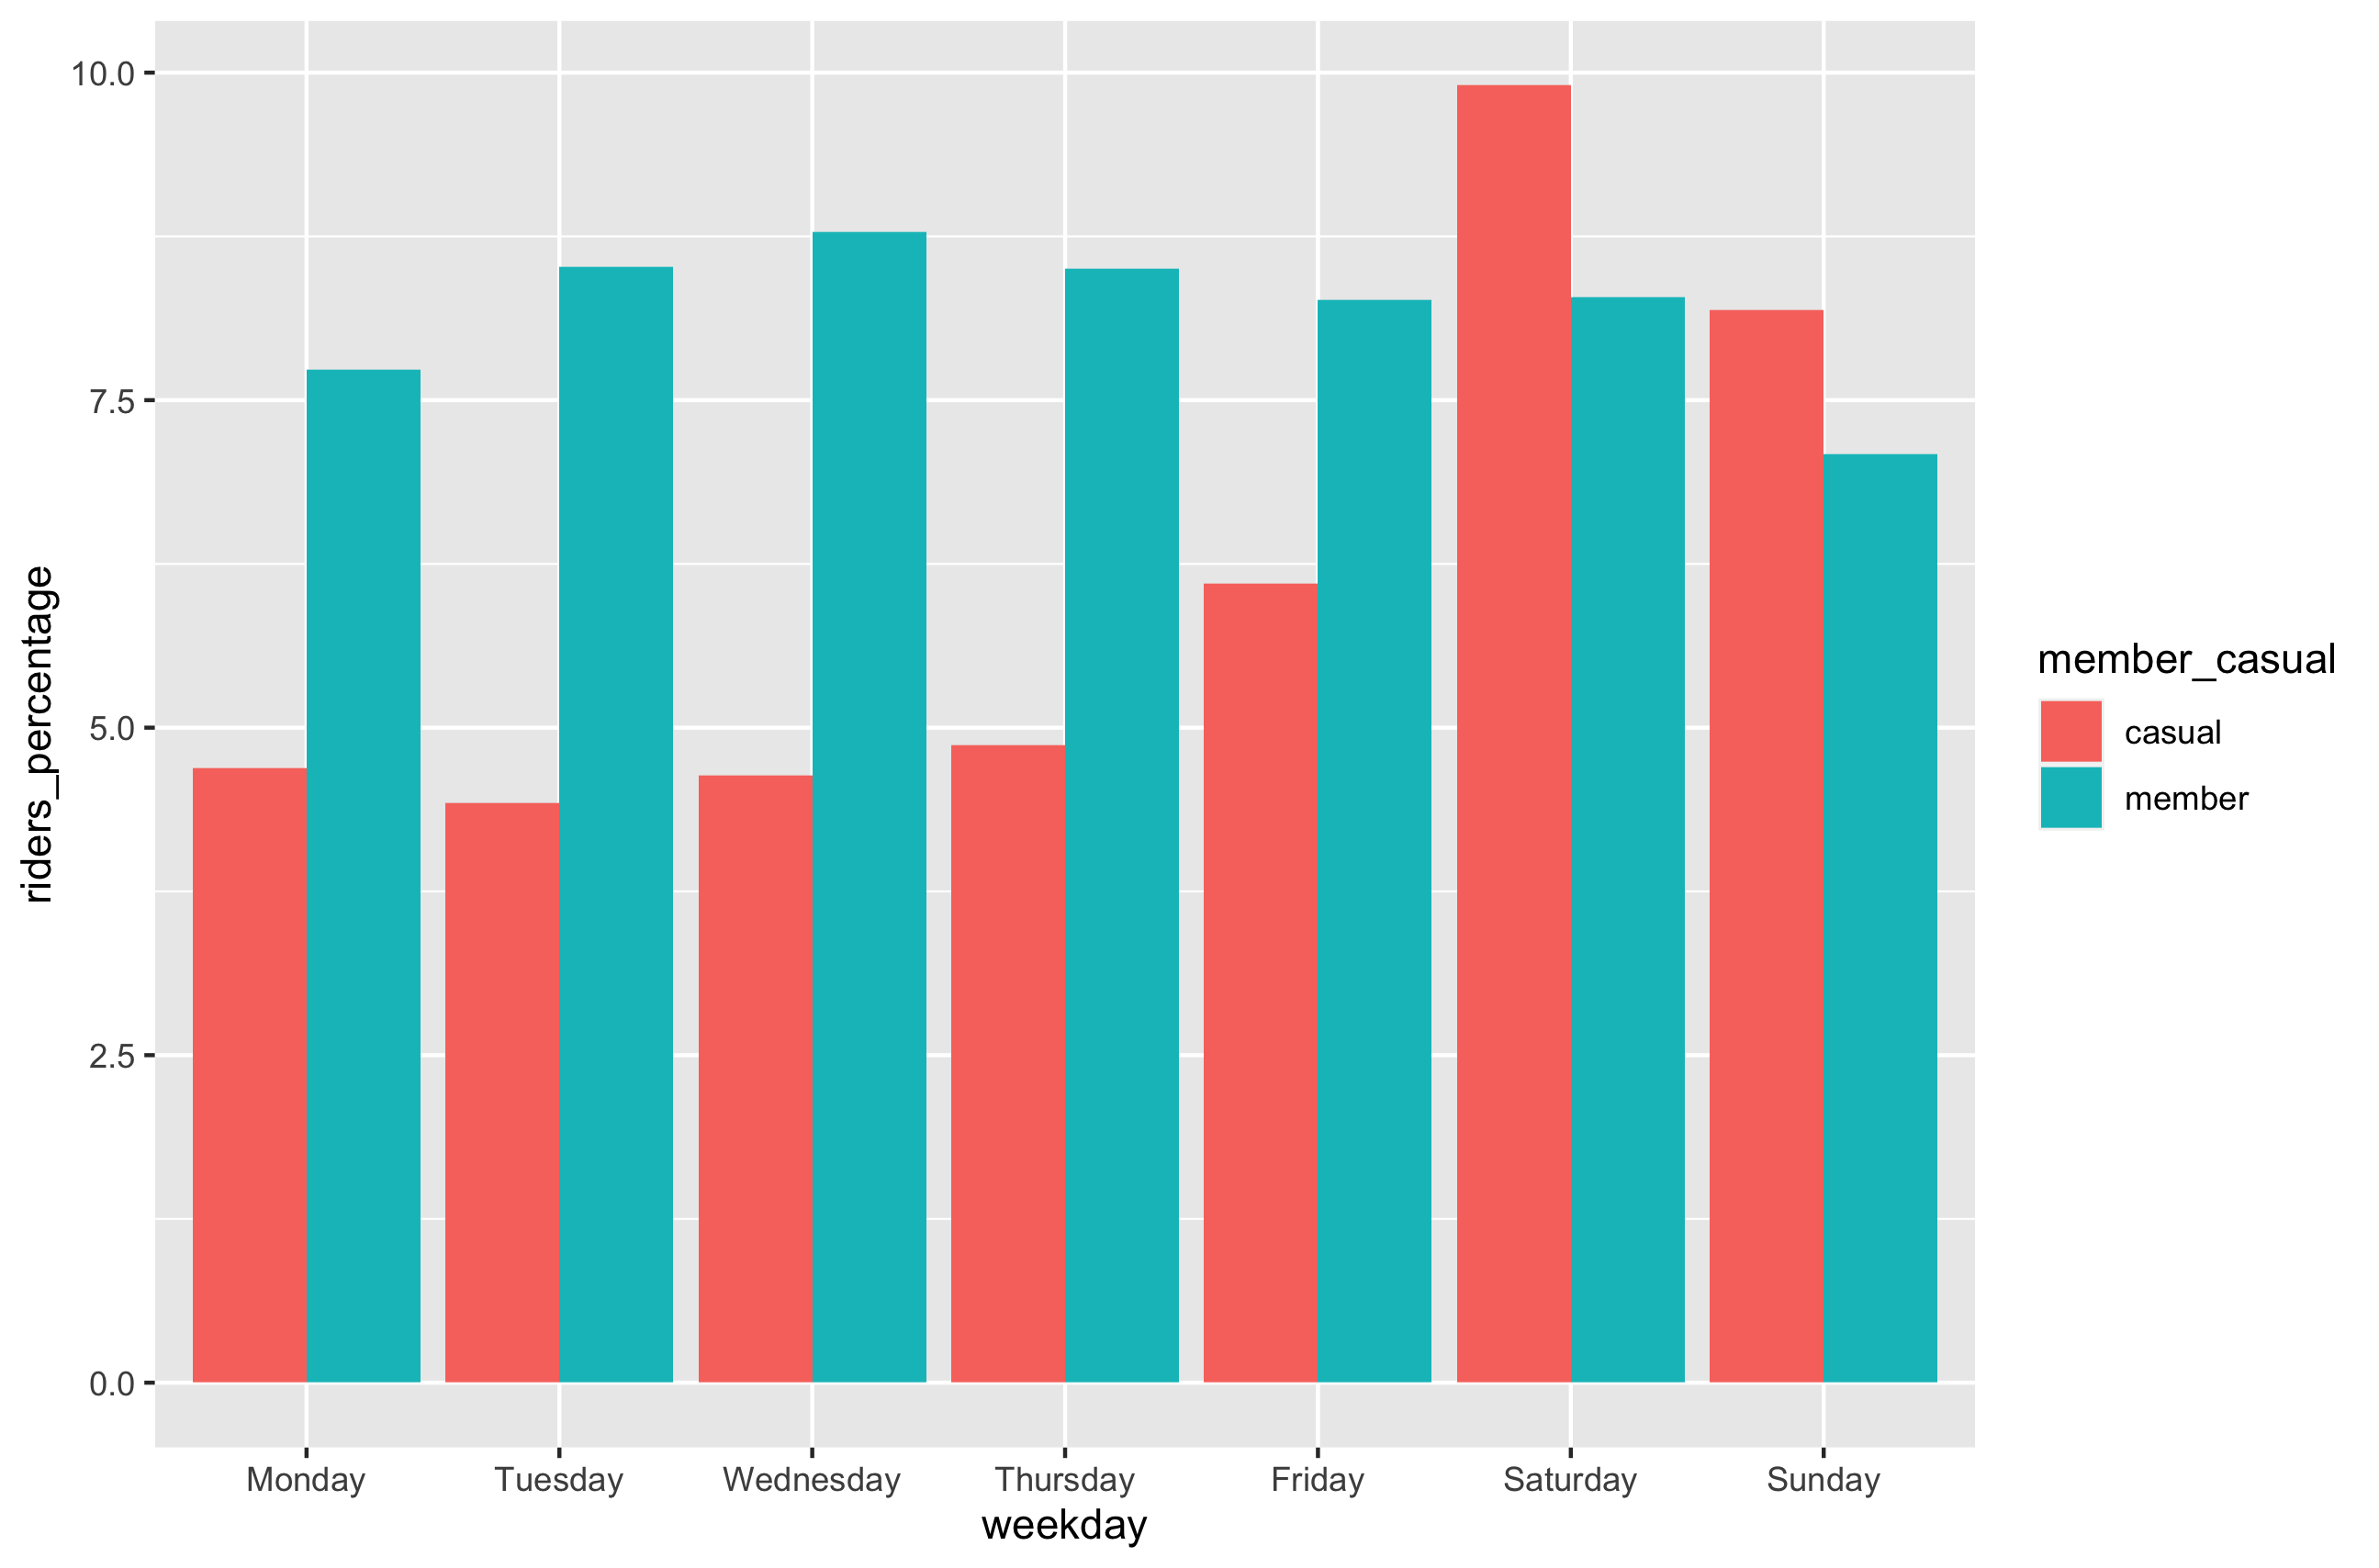 riders_percentage
10.0
7.5
5.0
2.5
0.0
Monday Tuesday Wednesday Thursday Friday Saturday Sunday
weekday
member_casual
casual
member